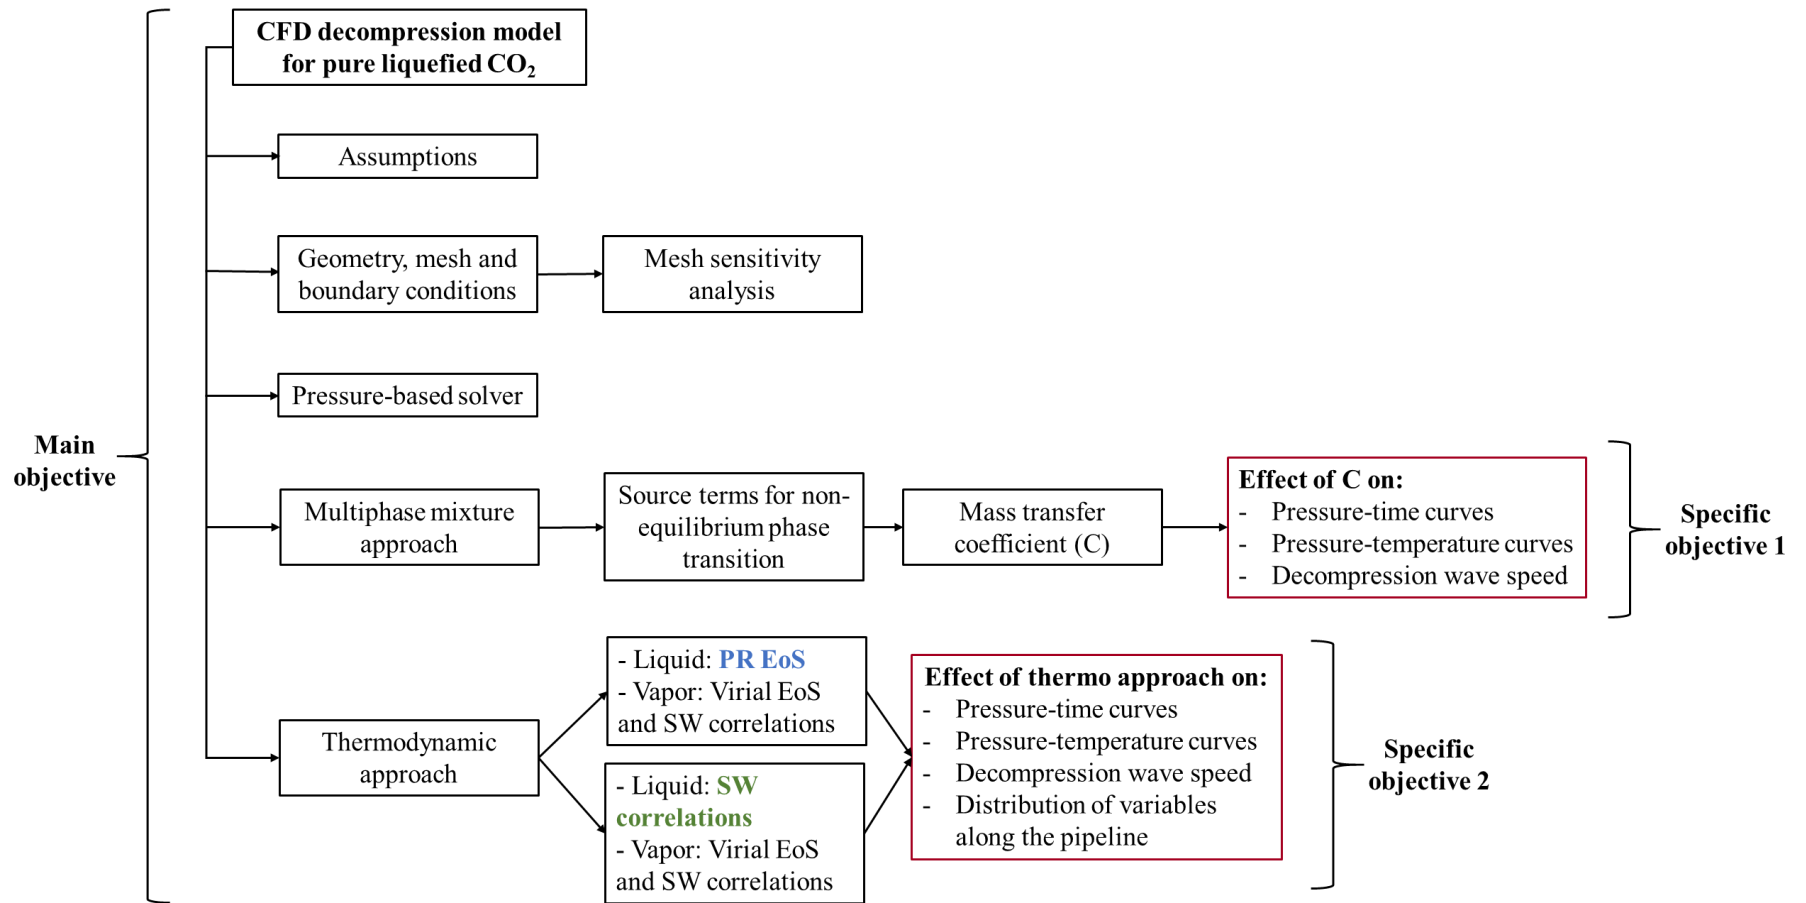 CFD decompression model
for pure liquefied CO₂
Assumptions
Geometry, mesh and
boundary conditions
Mesh sensitivity
analysis
Pressure-based solver
Main
objective
Multiphase mixture
approach
Source terms for non-
equilibrium phase
transition
Mass transfer
coefficient (C)
Effect of C on:
- Pressure-time curves
- Pressure-temperature curves
- Decompression wave speed
Specific
objective 1
Thermodynamic
approach
- Liquid: PR EoS
- Vapor: Virial EoS
and SW correlations
- Liquid: SW
correlations
- Vapor: Virial EoS
and SW correlations
Effect of thermo approach on:
- Pressure-time curves
- Pressure-temperature curves
- Decompression wave speed
- Distribution of variables
along the pipeline
Specific
objective 2